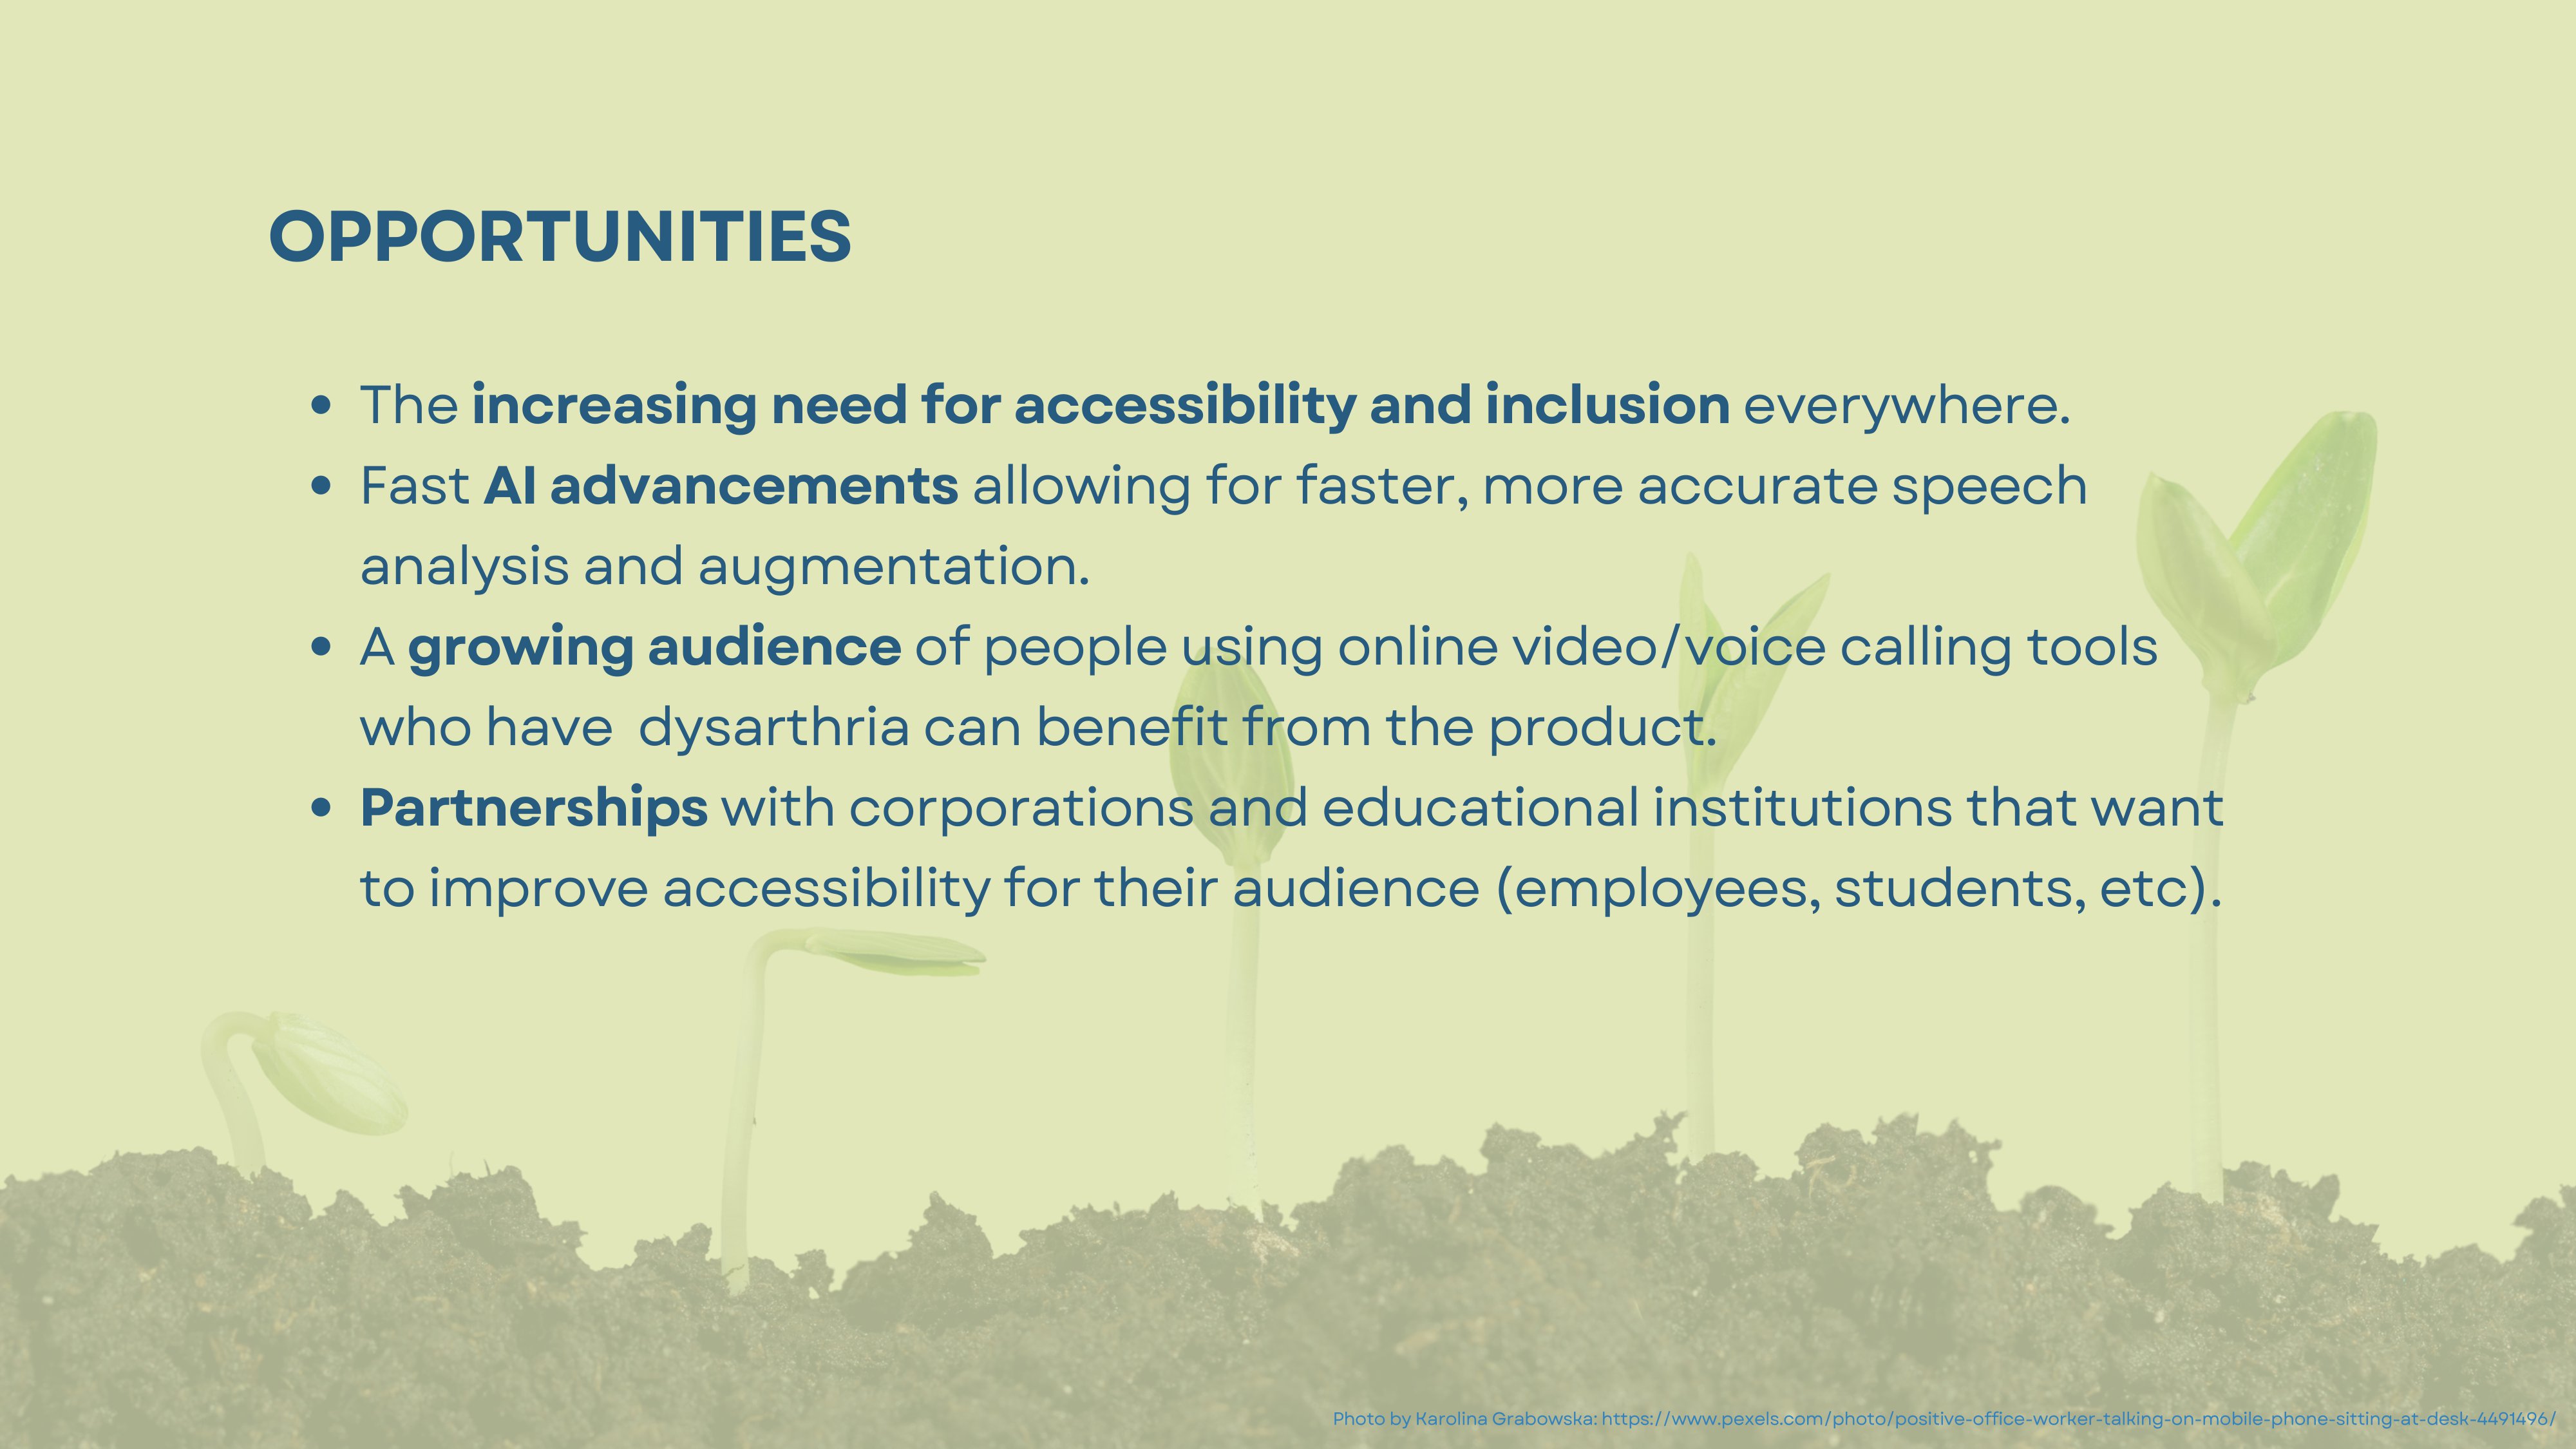 OPPORTUNITIES
• The increasing need for accessibility and inclusion everywhere.
• Fast AI advancements allowing for faster, more accurate speech
analysis and augmentation.
• A growing audience of people using online video/voice calling tools
who have  dysarthria can benefit from the product.
• Partnerships with corporations and educational institutions that want
to improve accessibility for their audience (employees, students, etc).
Photo by Karolina Grabowska: https://www.pexels.com/photo/positive-office-worker-talking-on-mobile-phone-sitting-at-desk-4491496/